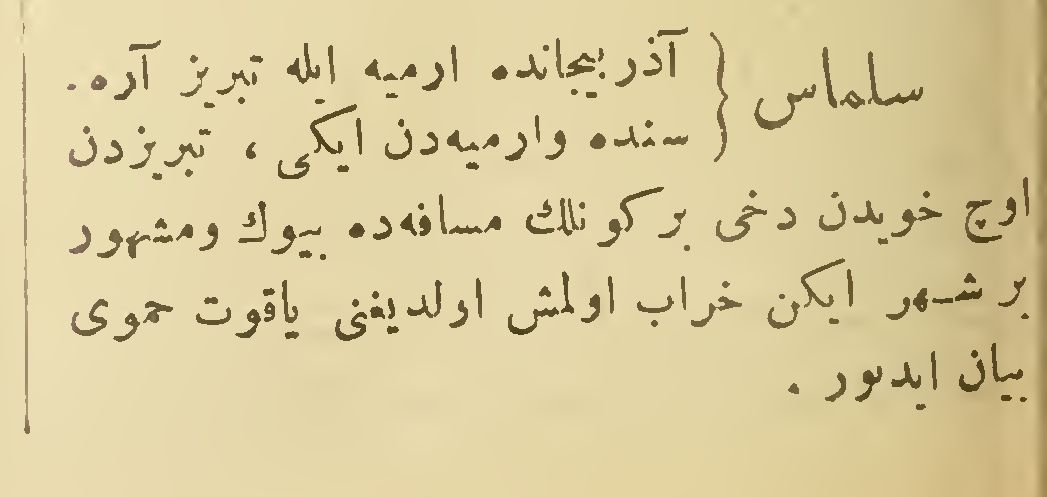 سلماس } آذربیجانده ارمیه ایله تبریز آره-
سنده وارمیه‌دن ایکی ، تبریزدن
اوچ خویدن دخی بر کونلك مسافه‌ده بیوك ومشهور
بر شهر ایکن خراب اولمش اولدیغنی یاقوت حموی
بیان ایدیور .